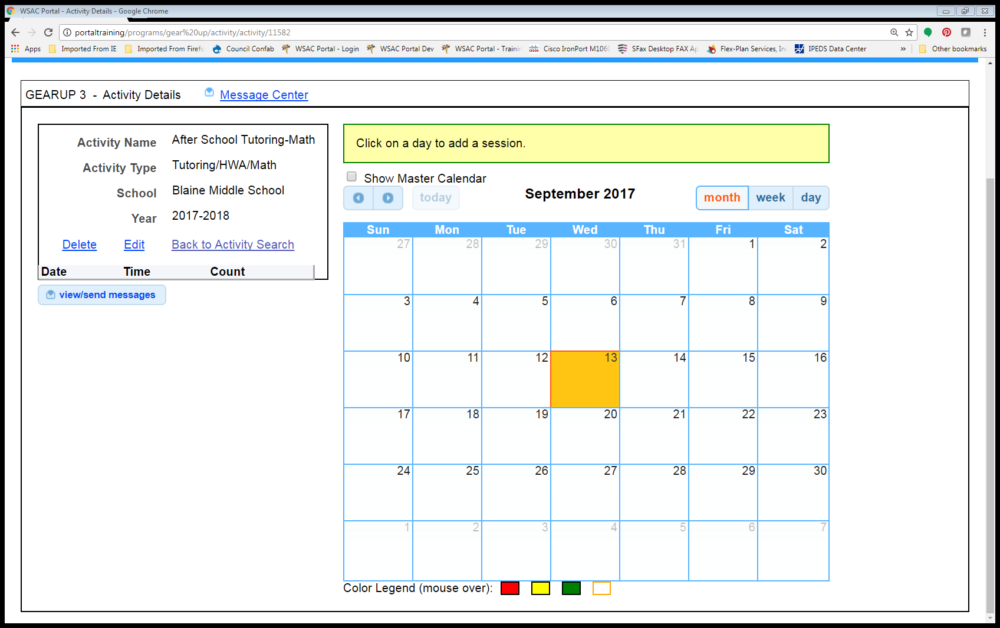 WSAC Portal - Activity Details - Google Chrome
portaltraining/programs/gear%20up/activity/activity/11582
Apps Imported From IE Imported From Firefo Council Confab WSAC Portal - Login WSAC Portal Dev WSAC Portal - Trainin Cisco IronPort M106 SFax Desktop FAX Ap Flex-Plan Services, In IPEDS Data Center » Other bookmarks
GEARUP 3 - Activity Details Message Center
Activity Name After School Tutoring-Math
Activity Type Tutoring/HWA/Math
School Blaine Middle School
Year 2017-2018
Delete Edit Back to Activity Search
Date Time Count
view/send messages
Click on a day to add a session.
Show Master Calendar
today September 2017 month week day
Sun Mon Tue Wed Thu Fri Sat
27 28 29 30 31 1 2
3 4 5 6 7 8 9
10 11 12 13 14 15 16
17 18 19 20 21 22 23
24 25 26 27 28 29 30
1 2 3 4 5 6 7
Color Legend (mouse over):